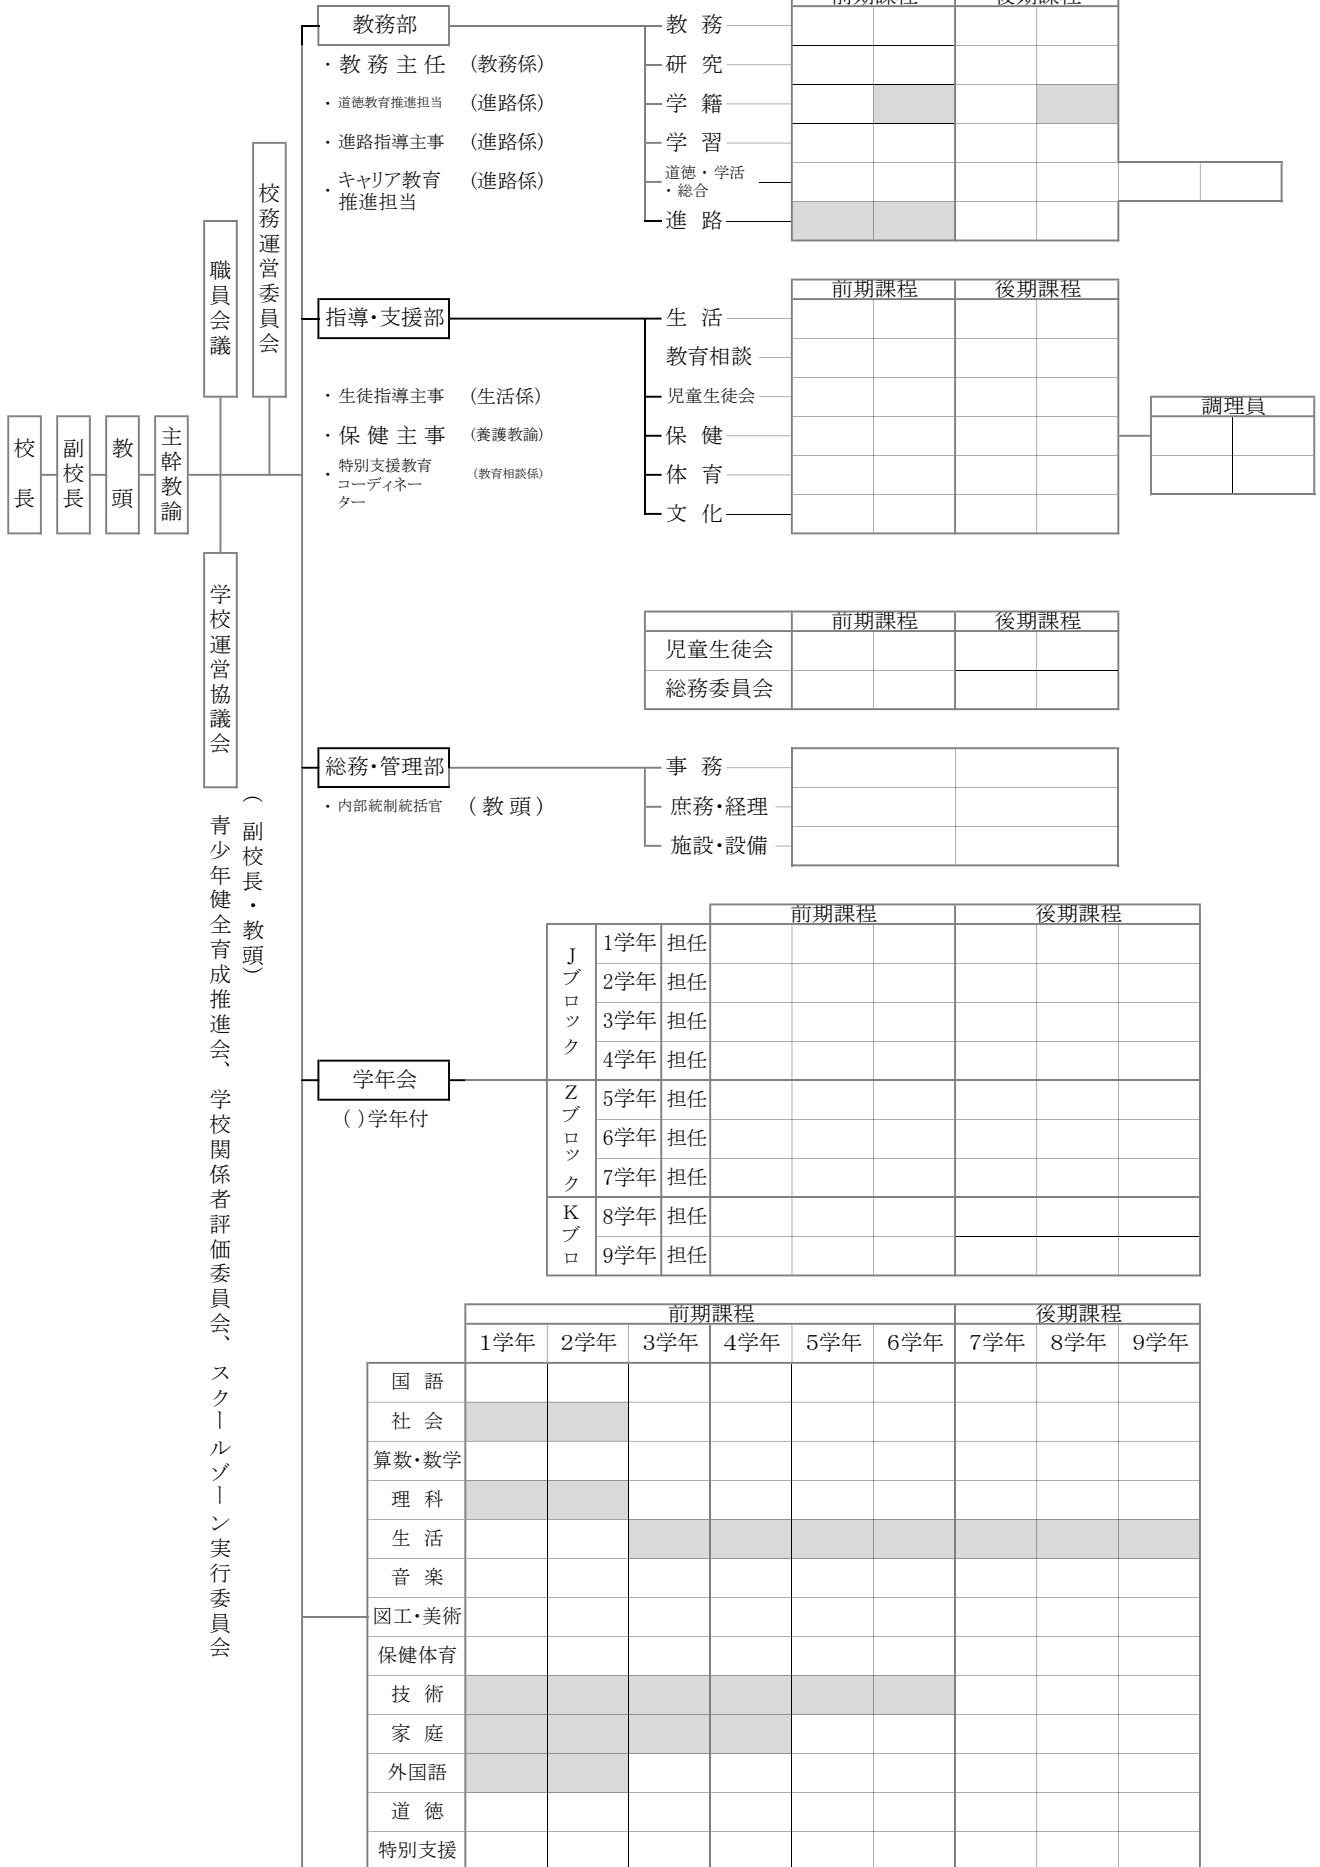 前期課程 後期課程
教務部
・教務主任 (教務係)
・道徳教育推進担当 (進路係)
・進路指導主事 (進路係)
・キャリア教育
推進担当 (進路係)
教 務
研 究
学 籍
学 習
道徳・学活
・総合
進 路
校務運営委員会
職員会議
校長
副校長
教頭
主幹教諭
学校運営協議会
(副校長・教頭)
青少年健全育成推進会、学校関係者評価委員会、スクールゾーン実行委員会
前期課程 後期課程
指導・支援部
・生徒指導主事 (生活係)
・保健主事 (養護教諭)
・特別支援教育
コーディネー
ター (教育相談係)
生 活
教育相談
児童生徒会
保 健
体 育
文 化
調理員
前期課程 後期課程
児童生徒会
総務委員会
総務・管理部
・内部統制統括官 (教頭)
事 務
庶務・経理
施設・設備
前期課程 後期課程
学年会
( )学年付
Jブロック
1学年 担任
2学年 担任
3学年 担任
4学年 担任
Zブロック
5学年 担任
6学年 担任
7学年 担任
Kブロ
8学年 担任
9学年 担任
前期課程 後期課程
1学年 2学年 3学年 4学年 5学年 6学年 7学年 8学年 9学年
国 語
社 会
算数・数学
理 科
生 活
音 楽
図工・美術
保健体育
技 術
家 庭
外国語
道 徳
特別支援